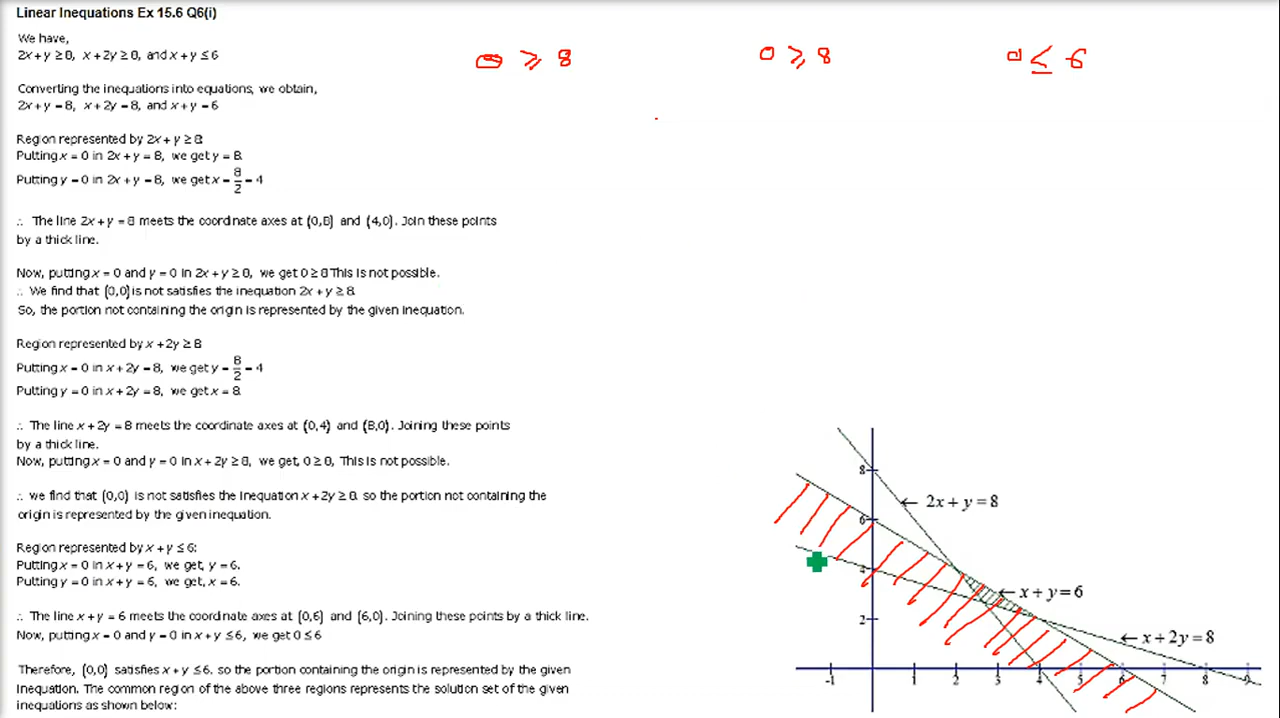 Linear Inequations Ex 15.6 Q6(i)
We have,
2x + y ≥ 8, x + 2y ≥ 8, and x + y ≤ 6
0 ≥ 8
0 ≥ 8
0 ≤ 6
Converting the inequations into equations, we obtain,
2x + y = 8, x + 2y = 8, and x + y = 6
Region represented by 2x + y ≥ 8:
Putting x = 0 in 2x + y = 8, we get y = 8.
Putting y = 0 in 2x + y = 8, we get x = 8/2 = 4
∴ The line 2x + y = 8 meets the coordinate axes at (0,8) and (4,0). Join these points
by a thick line.
Now, putting x = 0 and y = 0 in 2x + y ≥ 8, we get 0 ≥ 8 This is not possible.
∴ We find that (0,0) is not satisfies the inequation 2x + y ≥ 8.
So, the portion not containing the origin is represented by the given inequation.
Region represented by x + 2y ≥ 8
Putting x = 0 in x + 2y = 8, we get y = 8/2 = 4
Putting y = 0 in x + 2y = 8, we get x = 8.
∴ The line x + 2y = 8 meets the coordinate axes at (0,4) and (8,0). Joining these points
by a thick line.
Now, putting x = 0 and y = 0 in x + 2y ≥ 8, we get, 0 ≥ 8, This is not possible.
∴ we find that (0,0) is not satisfies the inequation x + 2y ≥ 8. so the portion not containing the
origin is represented by the given inequation.
Region represented by x + y ≤ 6:
Putting x = 0 in x + y = 6, we get, y = 6.
Putting y = 0 in x + y = 6, we get, x = 6.
∴ The line x + y = 6 meets the coordinate axes at (0,6) and (6,0). Joining these points by a thick line.
Now, putting x = 0 and y = 0 in x + y ≤ 6, we get 0 ≤ 6
Therefore, (0,0) satisfies x + y ≤ 6. so the portion containing the origin is represented by the given
inequation. The common region of the above three regions represents the solution set of the given
inequations as shown below:
8
2x + y = 8
6
4
x + y = 6
2
x + 2y = 8
-1 1 2 3 4 5 6 7 8 9